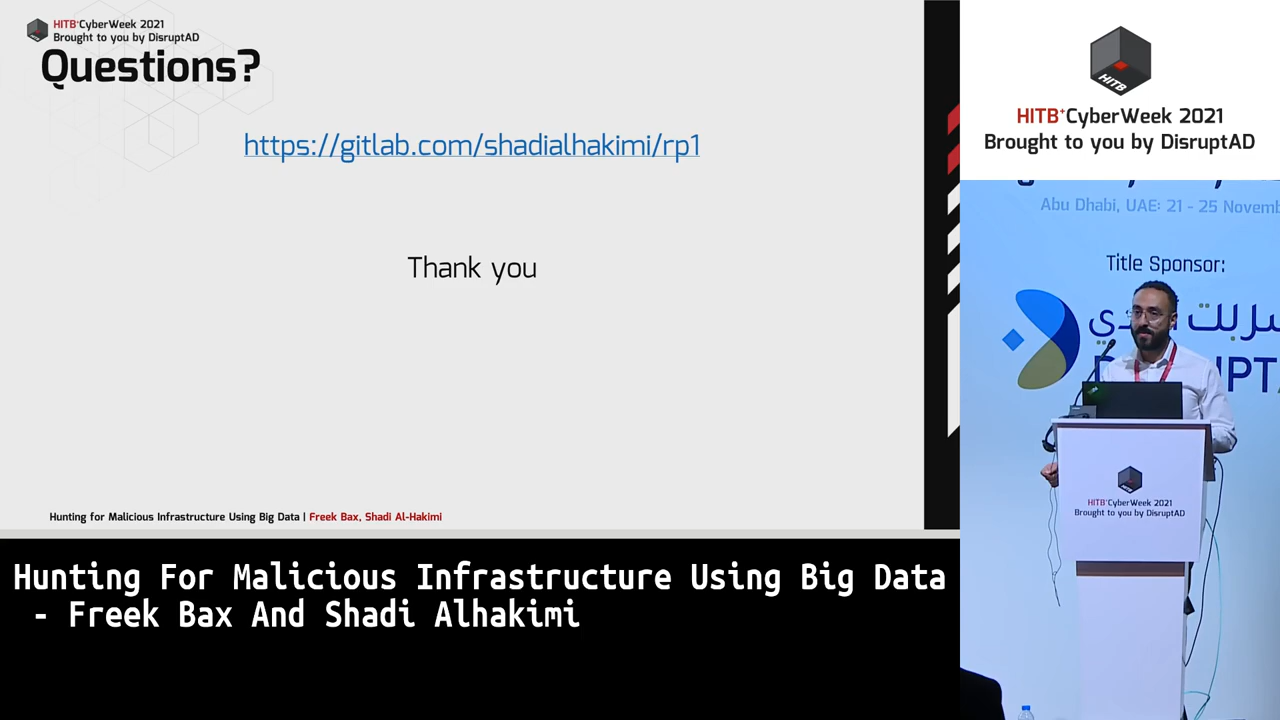 HITB+CyberWeek 2021
Brought to you by DisruptAD
Questions?
https://gitlab.com/shadialhakimi/rp1
Thank you
Hunting for Malicious Infrastructure Using Big Data | Freek Bax, Shadi Al-Hakimi
Hunting For Malicious Infrastructure Using Big Data
- Freek Bax And Shadi Alhakimi
HITB
HITB+CyberWeek 2021
Brought to you by DisruptAD
Abu Dhabi, UAE: 21 - 25 Novemb
Title Sponsor:
HITB+CyberWeek 2021
Brought to you by DisruptAD